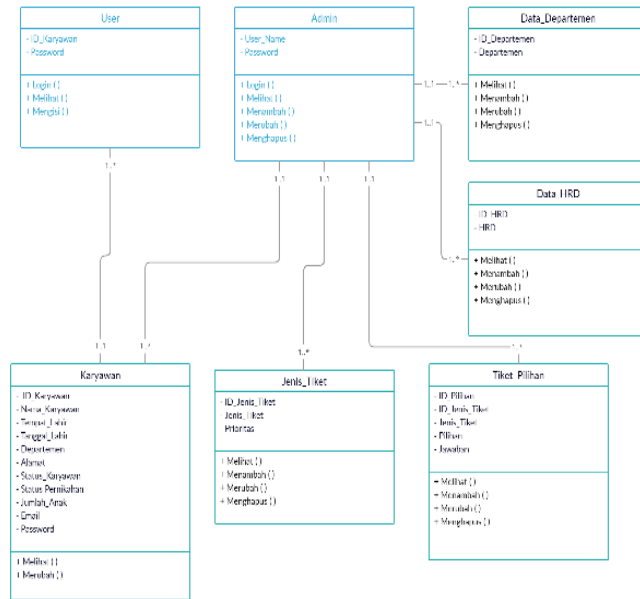 User
- ID_Karyawan
- Password
+ Login ( )
+ Melihat ( )
+ Mengisi ( )
Admin
- User_Name
- Password
+ Login ( )
+ Melihat ( )
+ Menambah ( )
+ Merubah ( )
+ Menghapus ( )
Data_Departemen
- ID_Departemen
- Departemen
+ Melihat ( )
+ Menambah ( )
+ Merubah ( )
+ Menghapus ( )
1..1
1..*
1..1
1..*
Data_HRD
- ID_HRD
- HRD
+ Melihat ( )
+ Menambah ( )
+ Merubah ( )
+ Menghapus ( )
1..*
1..1
1..1
1..1
1..1
1..*
1..*
1..*
Karyawan
- ID_Karyawan
- Nama_Karyawan
- Tempat_Lahir
- Tanggal_Lahir
- Departemen
- Alamat
- Status_Karyawan
- Status Pernikahan
- Jumlah_Anak
- Email
- Password
+ Melihat ( )
+ Merubah ( )
Jenis_Tiket
- ID_Jenis_Tiket
- Jenis_Tiket
- Prioritas
+ Melihat ( )
+ Menambah ( )
+ Merubah ( )
+ Menghapus ( )
Tiket_Pilihan
- ID_Pilihan
- ID_Jenis_Tiket
- Jenis_Tiket
- Pilihan
- Jawaban
+ Melihat ( )
+ Menambah ( )
+ Merubah ( )
+ Menghapus ( )